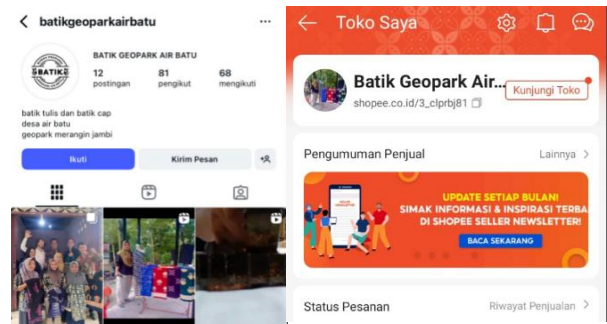 batikgeoparkairbatu
BATIK
BATIK GEOPARK AIR BATU
12 81 68
postingan pengikut mengikuti
batik tulis dan batik cap
desa air batu
geopark merangin jambi
Ikuti Kirim Pesan
Toko Saya
Batik Geopark Air...
shopee.co.id/3_clprbj81
Kunjungi Toko
Pengumuman Penjual Lainnya
UPDATE SETIAP BULAN!
SIMAK INFORMASI & INSPIRASI TERBA
DI SHOPEE SELLER NEWSLETTER!
BACA SEKARANG
Status Pesanan Riwayat Penjualan